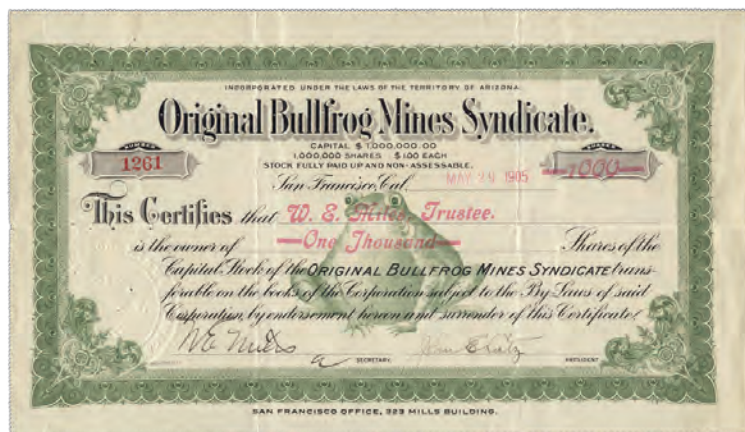 INCORPORATED UNDER THE LAWS OF THE TERRITORY OF ARIZONA.
Original Bullfrog Mines Syndicate.
NUMBER
1261
CAPITAL $1,000,000.00
1,000,000 SHARES $1.00 EACH
STOCK FULLY PAID UP AND NON-ASSESSABLE.
SHARES
1000
San Francisco, Cal. MAY 29 1905
This Certifies that W. E. Miles, Trustee.
is the owner of One Thousand Shares of the
Capital Stock of the ORIGINAL BULLFROG MINES SYNDICATE trans-
ferable on the books of the Corporation subject to the By Laws of said
Corporation, by endorsement hereon and surrender of this Certificate.
W E Miles
SECRETARY.
PRESIDENT
SAN FRANCISCO OFFICE, 323 MILLS BUILDING.